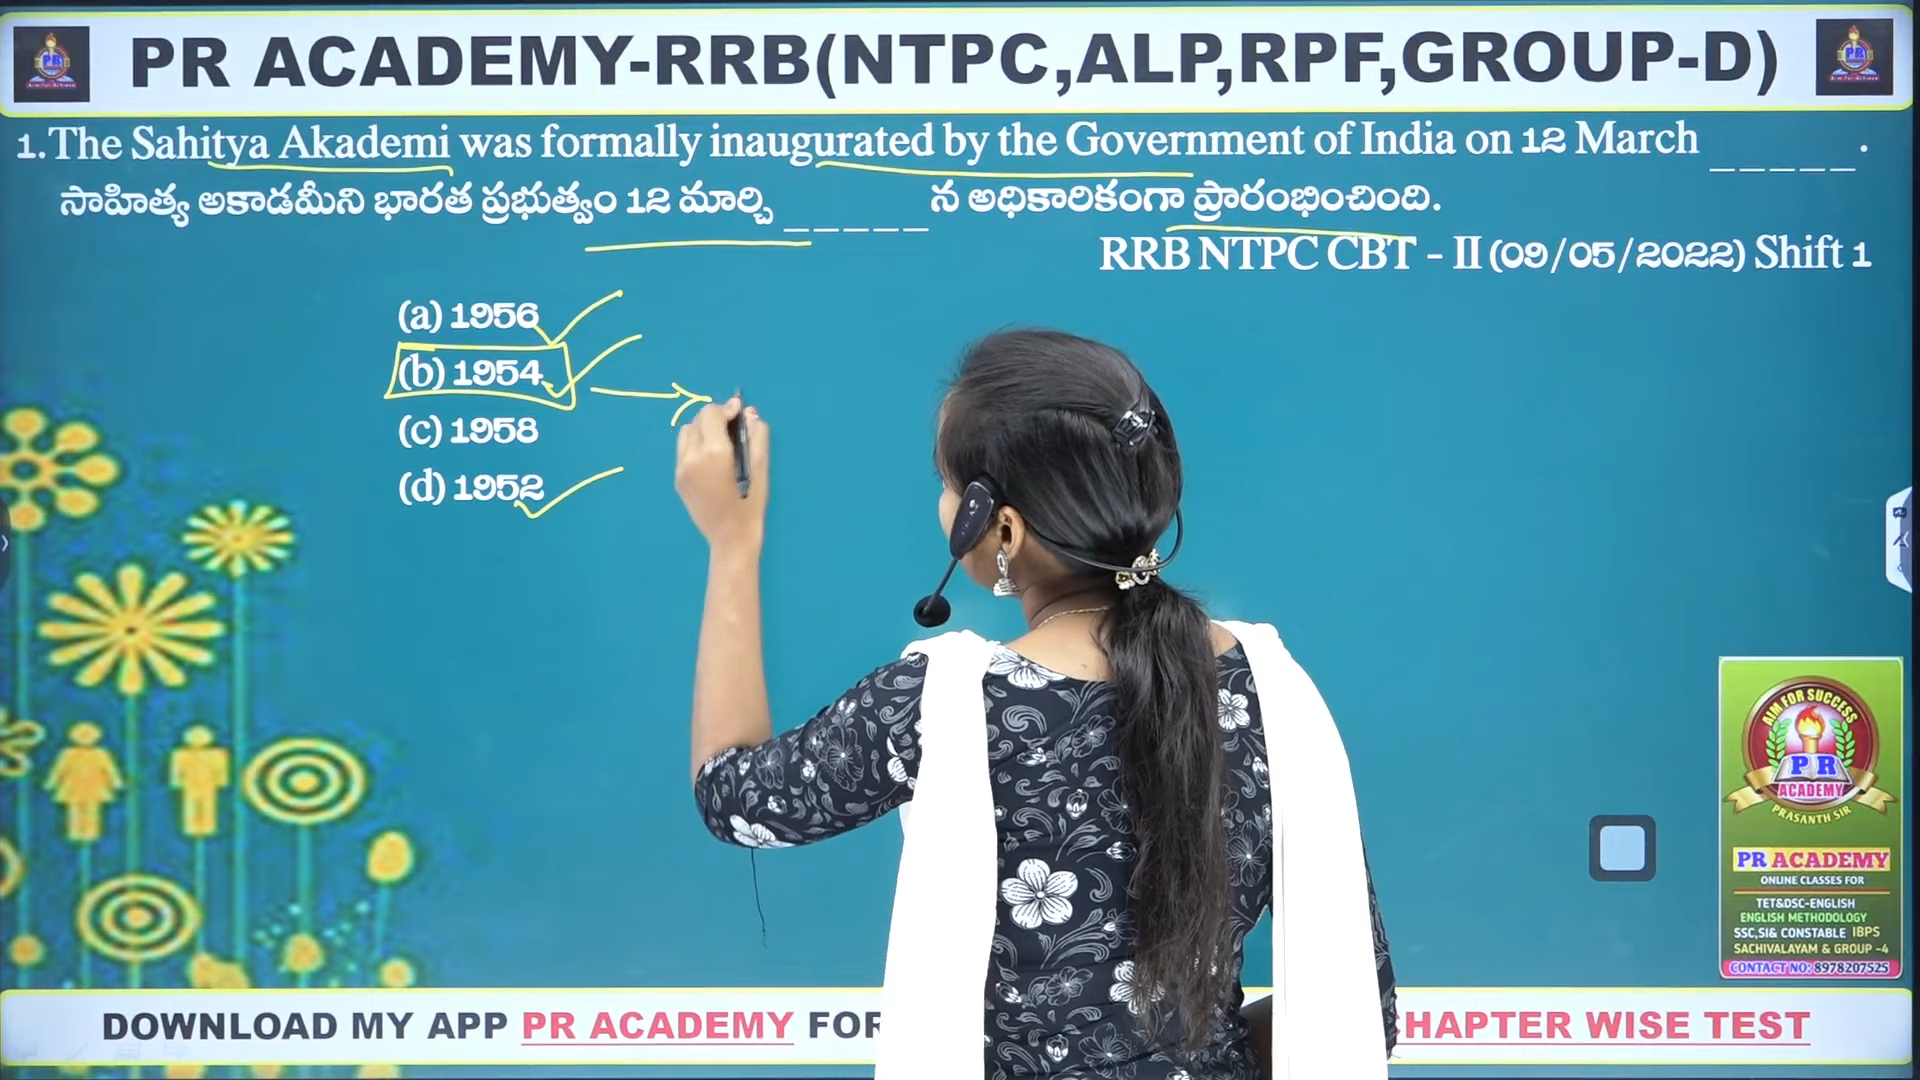 PR ACADEMY-RRB(NTPC,ALP,RPF,GROUP-D)
1.The Sahitya Akademi was formally inaugurated by the Government of India on 12 March _____.
సాహిత్య అకాడమీని భారత ప్రభుత్వం 12 మార్చి _____ న అధికారికంగా ప్రారంభించింది.
RRB NTPC CBT - II (09/05/2022) Shift 1
(a) 1956
(b) 1954
(c) 1958
(d) 1952
AIM FOR SUCCESS
PR
ACADEMY
PRASANTH SIR
PR ACADEMY
ONLINE CLASSES FOR
TET&DSC-ENGLISH
ENGLISH METHODOLOGY
SSC,SI& CONSTABLE IBPS
SACHIVALAYAM & GROUP -4
CONTACT NO: 8978207525
DOWNLOAD MY APP PR ACADEMY FOR HAPTER WISE TEST